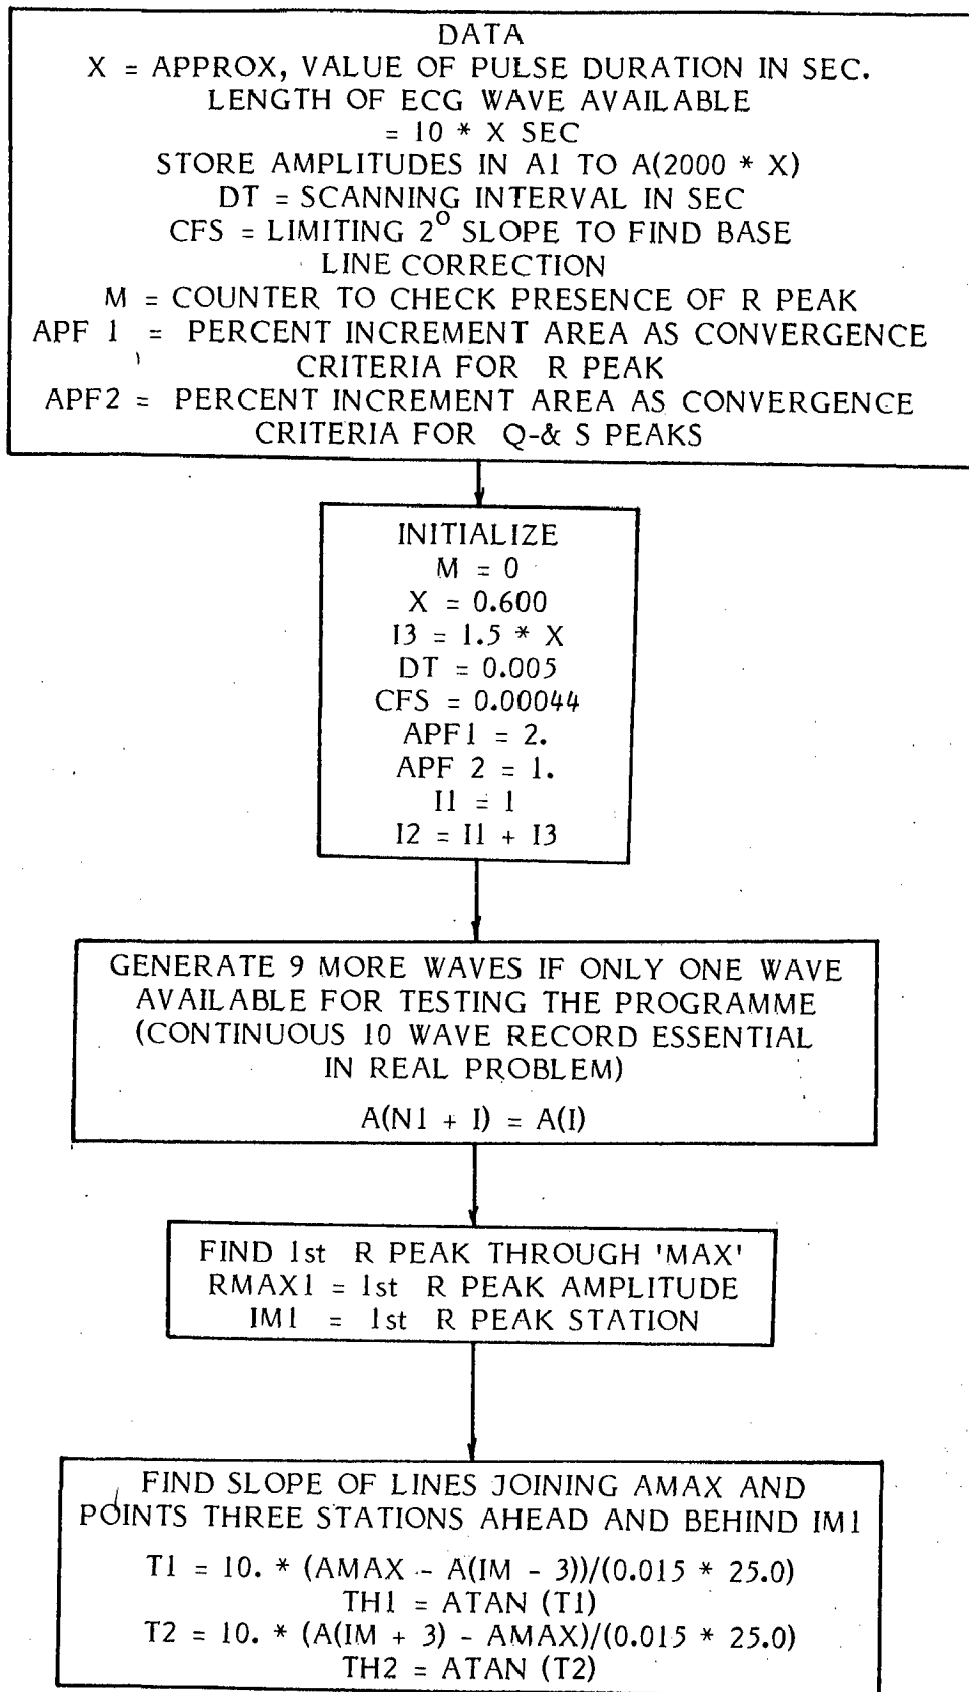 DATA
X = APPROX, VALUE OF PULSE DURATION IN SEC.
LENGTH OF ECG WAVE AVAILABLE
= 10 * X SEC
STORE AMPLITUDES IN A1 TO A(2000 * X)
DT = SCANNING INTERVAL IN SEC
CFS = LIMITING 2° SLOPE TO FIND BASE
LINE CORRECTION
M = COUNTER TO CHECK PRESENCE OF R PEAK
APF 1 = PERCENT INCREMENT AREA AS CONVERGENCE
CRITERIA FOR R PEAK
APF2 = PERCENT INCREMENT AREA AS CONVERGENCE
CRITERIA FOR Q-& S PEAKS
INITIALIZE
M = 0
X = 0.600
I3 = 1.5 * X
DT = 0.005
CFS = 0.00044
APF1 = 2.
APF 2 = 1.
I1 = 1
I2 = I1 + I3
GENERATE 9 MORE WAVES IF ONLY ONE WAVE
AVAILABLE FOR TESTING THE PROGRAMME
(CONTINUOUS 10 WAVE RECORD ESSENTIAL
IN REAL PROBLEM)
A(N1 + I) = A(I)
FIND 1st R PEAK THROUGH 'MAX'
RMAX1 = 1st R PEAK AMPLITUDE
IM1 = 1st R PEAK STATION
FIND SLOPE OF LINES JOINING AMAX AND
POINTS THREE STATIONS AHEAD AND BEHIND IM1
T1 = 10. * (AMAX - A(IM - 3))/(0.015 * 25.0)
TH1 = ATAN (T1)
T2 = 10. * (A(IM + 3) - AMAX)/(0.015 * 25.0)
TH2 = ATAN (T2)